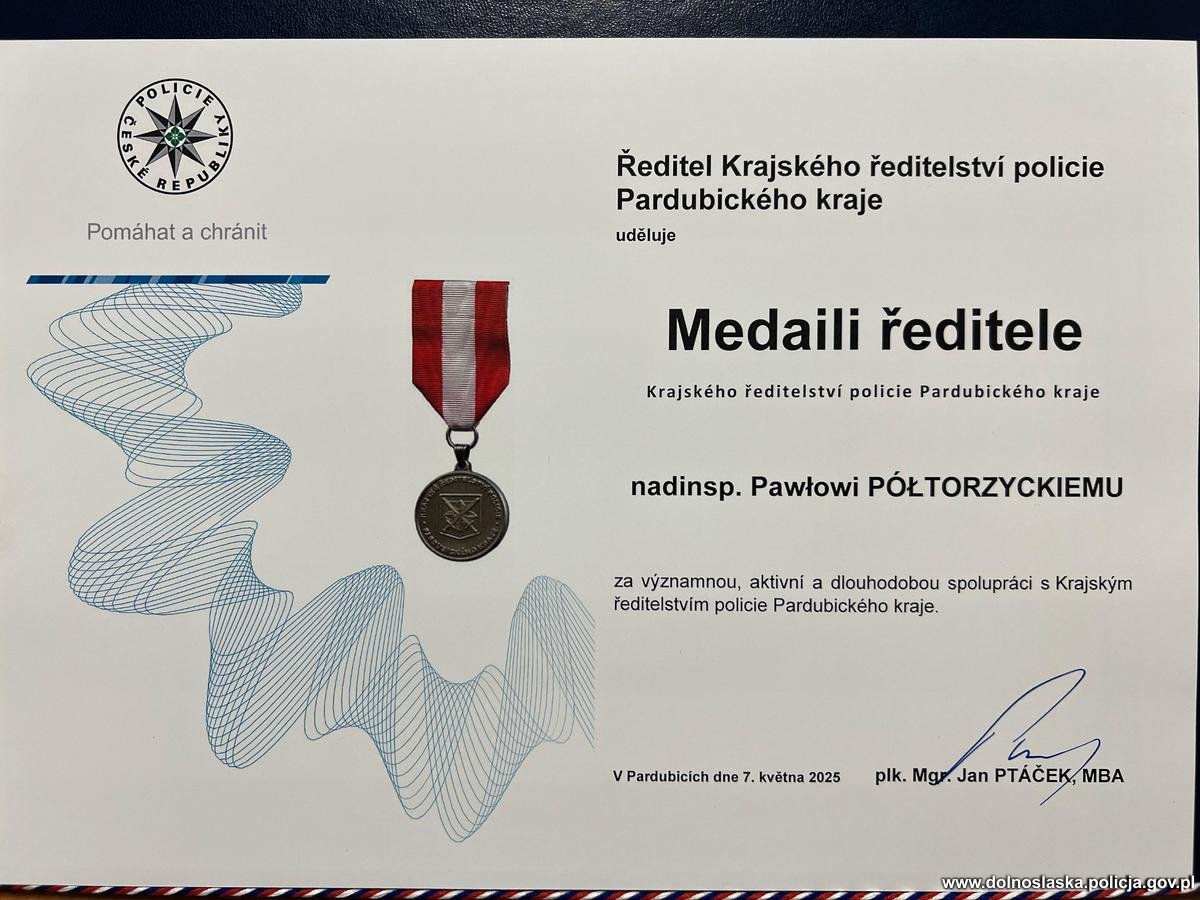 POLICIE ČESKÉ REPUBLIKY
Pomáhat a chránit
Ředitel Krajského ředitelství policie
Pardubického kraje
uděluje
Medaili ředitele
Krajského ředitelství policie Pardubického kraje
nadinsp. Pawłowi PÓŁTORZYCKIEMU
za významnou, aktivní a dlouhodobou spolupráci s Krajským
ředitelstvím policie Pardubického kraje.
V Pardubicích dne 7. května 2025
plk. Mgr. Jan PTÁČEK, MBA
www.dolnoslaska.policja.gov.pl